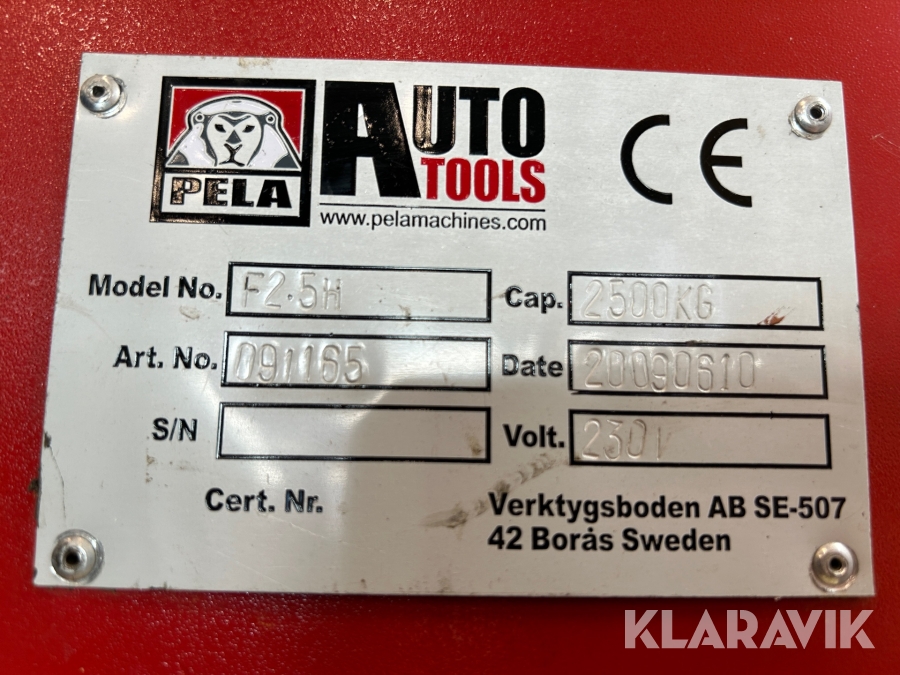 PELA
AUTO
TOOLS
www.pelamachines.com
CE
Model No. F2.5H
Cap. 2500KG
Art. No. 091165
Date 20090610
S/N
Volt. 230V
Cert. Nr.
Verktygsboden AB SE-507
42 Borås Sweden
KLARAVIK